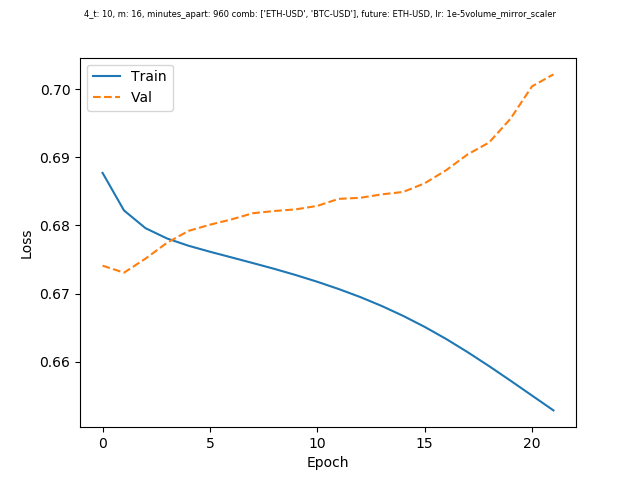 4_t: 10, m: 16, minutes_apart: 960 comb: ['ETH-USD', 'BTC-USD'], future: ETH-USD, lr: 1e-5volume_mirror_scaler
Train
Val
0.70
0.69
0.68
0.67
0.66
Loss
0 5 10 15 20
Epoch